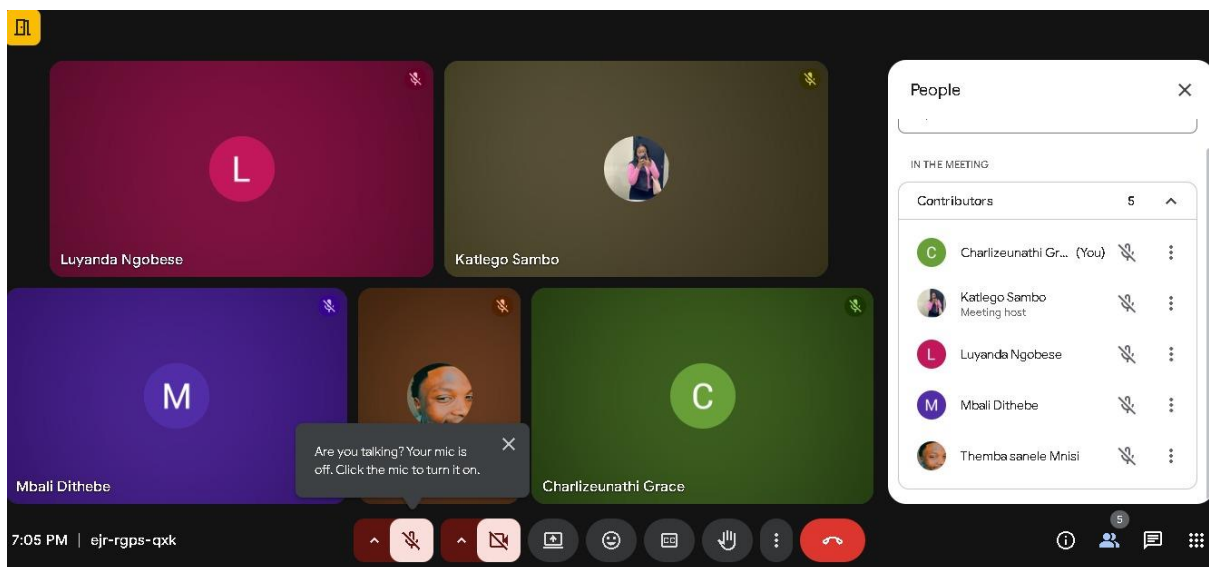 L
Luyanda Ngobese
Katlego Sambo
M
Mbali Dithebe
C
Charlizeunathi Grace
Are you talking? Your mic is
off. Click the mic to turn it on.
People
IN THE MEETING
Contributors 5
C Charlizeunathi Gr... (You)
Katlego Sambo
Meeting host
L Luyanda Ngobese
M Mbali Dithebe
Themba sanele Mnisi
7:05 PM | ejr-rgps-qxk
CC
5